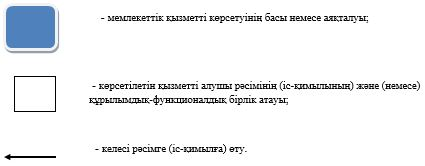 - мемлекеттік қызметті көрсетуінің басы немесе аяқталуы;
- көрсетілетін қызметті алушы рәсімінің (іс-қимылының) және (немесе)
құрылымдық-функционалдық бірлік атауы;
- келесі рәсімге (іс-қимылға) өту.